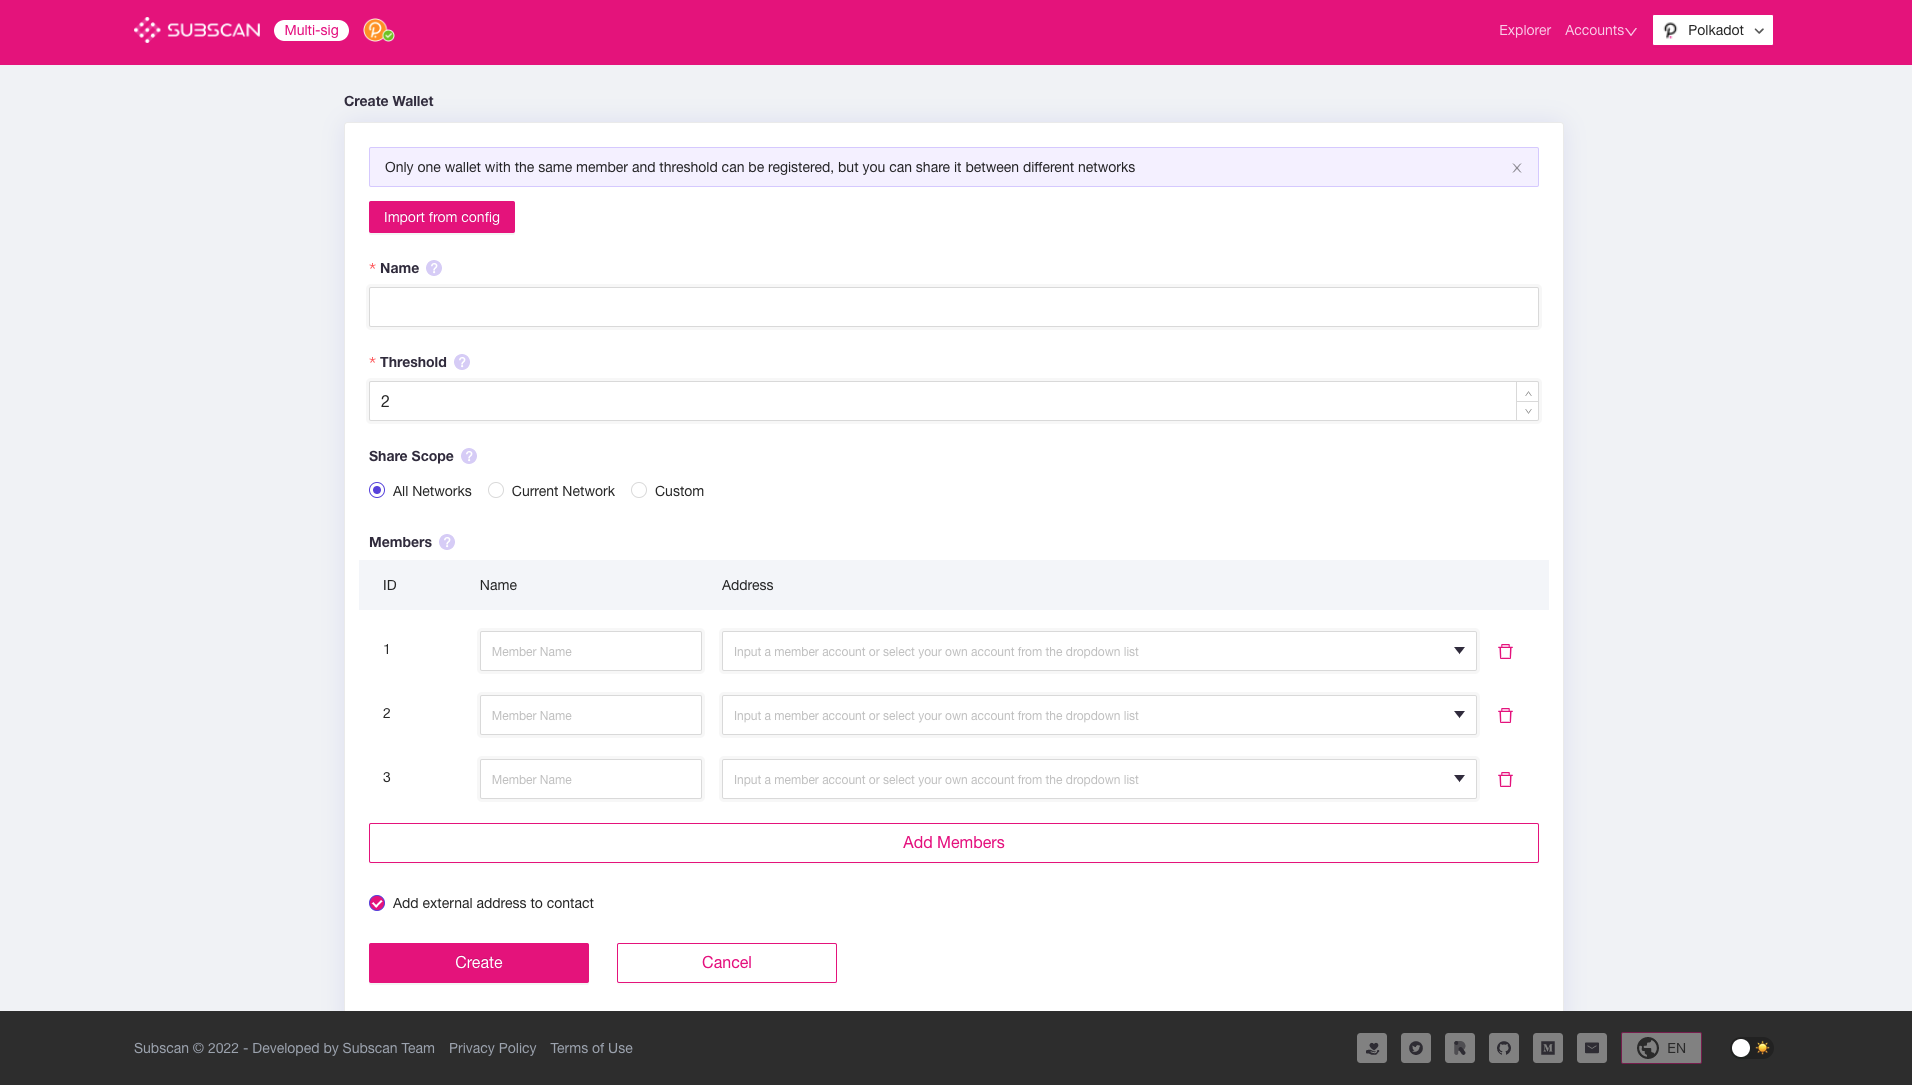 SUBSCAN Multi-sig Explorer Accounts Polkadot
Create Wallet
Only one wallet with the same member and threshold can be registered, but you can share it between different networks
Import from config
* Name ?
* Threshold ?
2
Share Scope ?
All Networks Current Network Custom
Members ?
ID Name Address
1 Member Name Input a member account or select your own account from the dropdown list
2 Member Name Input a member account or select your own account from the dropdown list
3 Member Name Input a member account or select your own account from the dropdown list
Add Members
Add external address to contact
Create Cancel
Subscan © 2022 - Developed by Subscan Team Privacy Policy Terms of Use EN